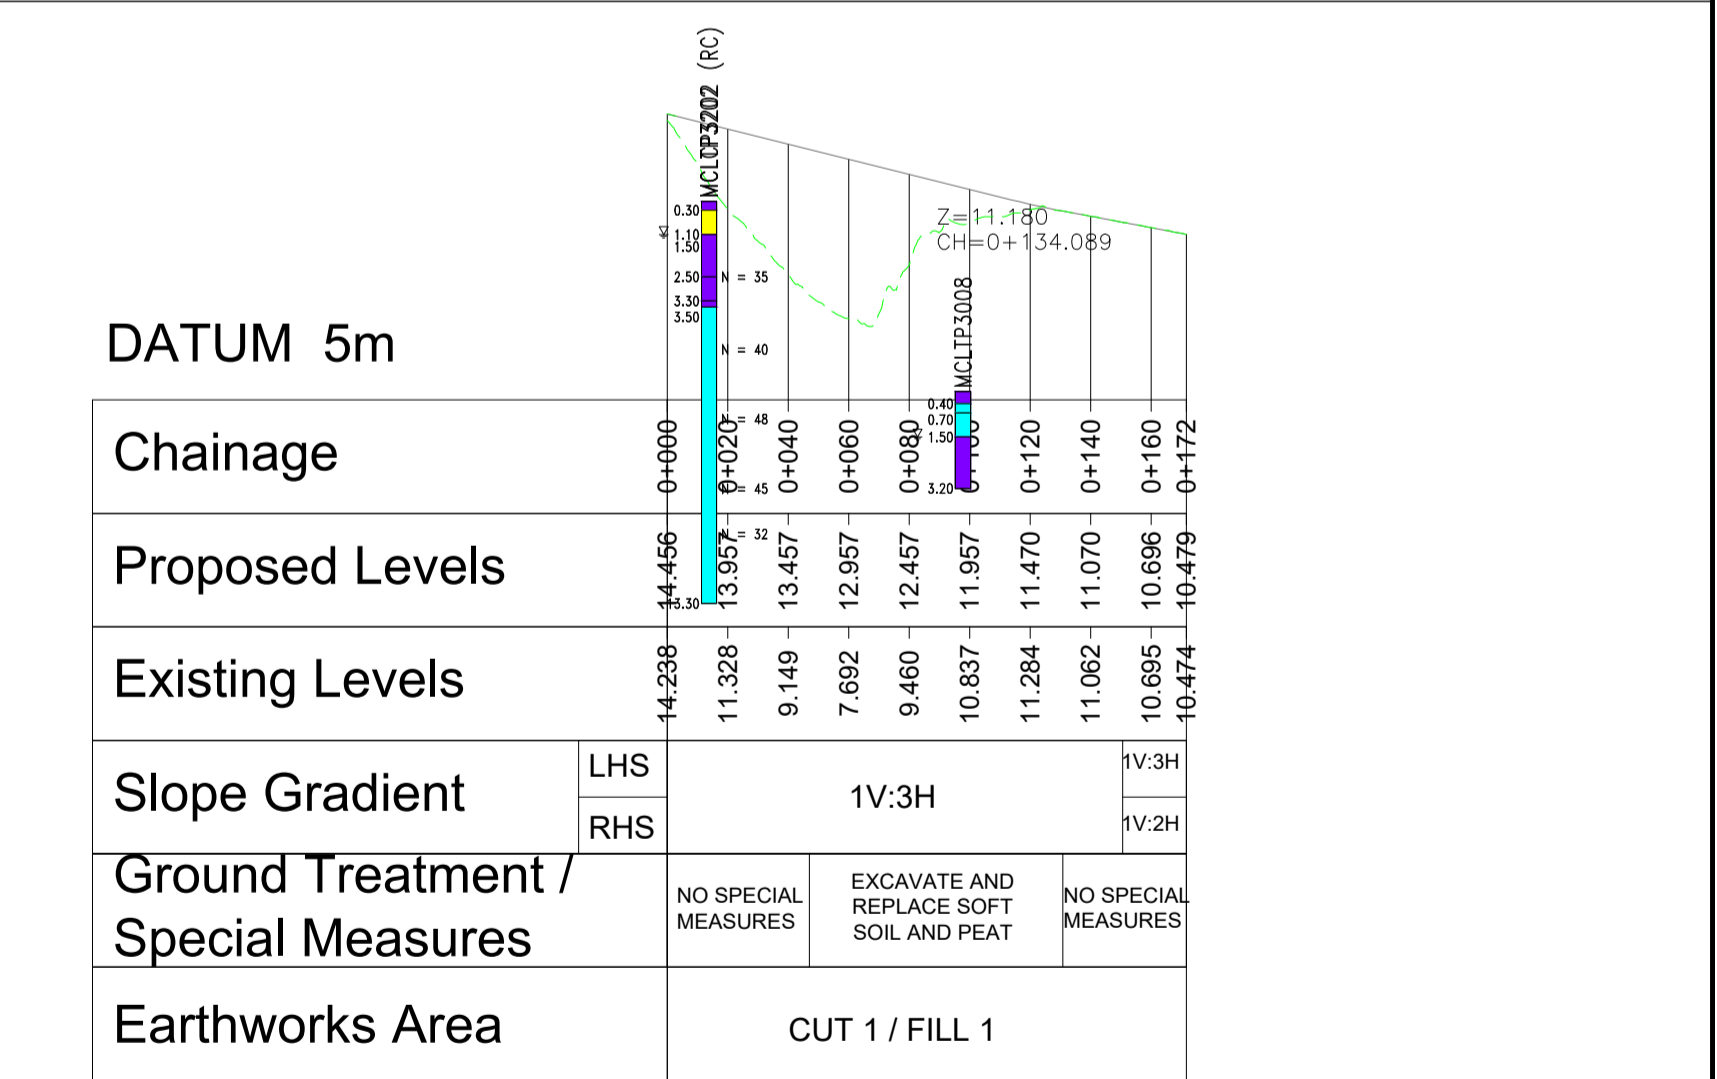 MCLTP3202 (RC)
0.30
1.10
1.50
2.50
3.30
3.50
N = 35
N = 40
N = 48
N = 45
N = 32
13.30
Z=11.180
CH=0+134.089
MCLTP3008
0.40
0.70
1.50
3.20
DATUM 5m
Chainage
0+000 0+020 0+040 0+060 0+080 0+100 0+120 0+140 0+160 0+172
Proposed Levels
14.456 13.957 13.457 12.957 12.457 11.957 11.470 11.070 10.696 10.479
Existing Levels
14.238 11.328 9.149 7.692 9.460 10.837 11.284 11.062 10.695 10.474
Slope Gradient
LHS
RHS
1V:3H
1V:3H
1V:2H
Ground Treatment /
Special Measures
NO SPECIAL
MEASURES
EXCAVATE AND
REPLACE SOFT
SOIL AND PEAT
NO SPECIAL
MEASURES
Earthworks Area
CUT 1 / FILL 1